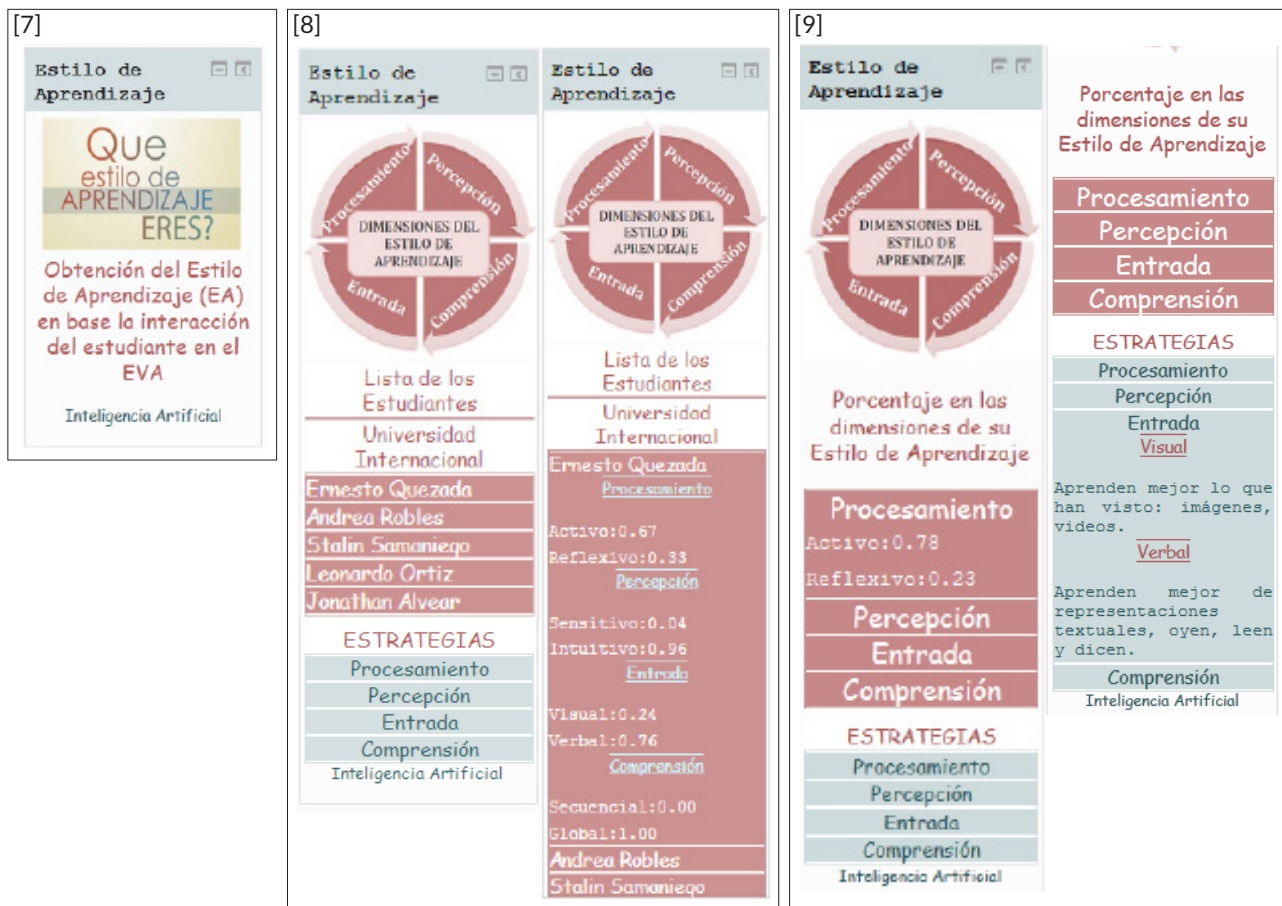 [7]
Estilo de
Aprendizaje
Que
estilo de
APRENDIZAJE
ERES?
Obtención del Estilo
de Aprendizaje (EA)
en base la interacción
del estudiante en el
EVA
Inteligencia Artificial
[8]
Estilo de
Aprendizaje
Procesamiento
Percepción
DIMENSIONES DEL
ESTILO DE
APRENDIZAJE
Entrada
Comprensión
Lista de los
Estudiantes
Universidad
Internacional
Ernesto Quezada
Andrea Robles
Stalin Samaniego
Leonardo Ortiz
Jonathan Alvear
ESTRATEGIAS
Procesamiento
Percepción
Entrada
Comprensión
Inteligencia Artificial
Estilo de
Aprendizaje
Procesamiento
Percepción
DIMENSIONES DEL
ESTILO DE
APRENDIZAJE
Entrada
Comprensión
Lista de los
Estudiantes
Universidad
Internacional
Ernesto Quezada
Procesamiento
Activo:0.67
Reflexivo:0.33
Percepción
Sensitivo:0.04
Intuitivo:0.96
Entrada
Visual:0.24
Verbal:0.76
Comprensión
Secuencial:0.00
Global:1.00
Andrea Robles
Stalin Samaniego
[9]
Estilo de
Aprendizaje
Procesamiento
Percepción
DIMENSIONES DEL
ESTILO DE
APRENDIZAJE
Entrada
Comprensión
Porcentaje en las
dimensiones de su
Estilo de Aprendizaje
Procesamiento
Activo:0.78
Reflexivo:0.23
Percepción
Entrada
Comprensión
ESTRATEGIAS
Procesamiento
Percepción
Entrada
Comprensión
Inteligencia Artificial
Porcentaje en las
dimensiones de su
Estilo de Aprendizaje
Procesamiento
Percepción
Entrada
Comprensión
ESTRATEGIAS
Procesamiento
Percepción
Entrada
Visual
Aprenden mejor lo que
han visto: imágenes,
videos.
Verbal
Aprenden mejor de
representaciones
textuales, oyen, leen
y dicen.
Comprensión
Inteligencia Artificial